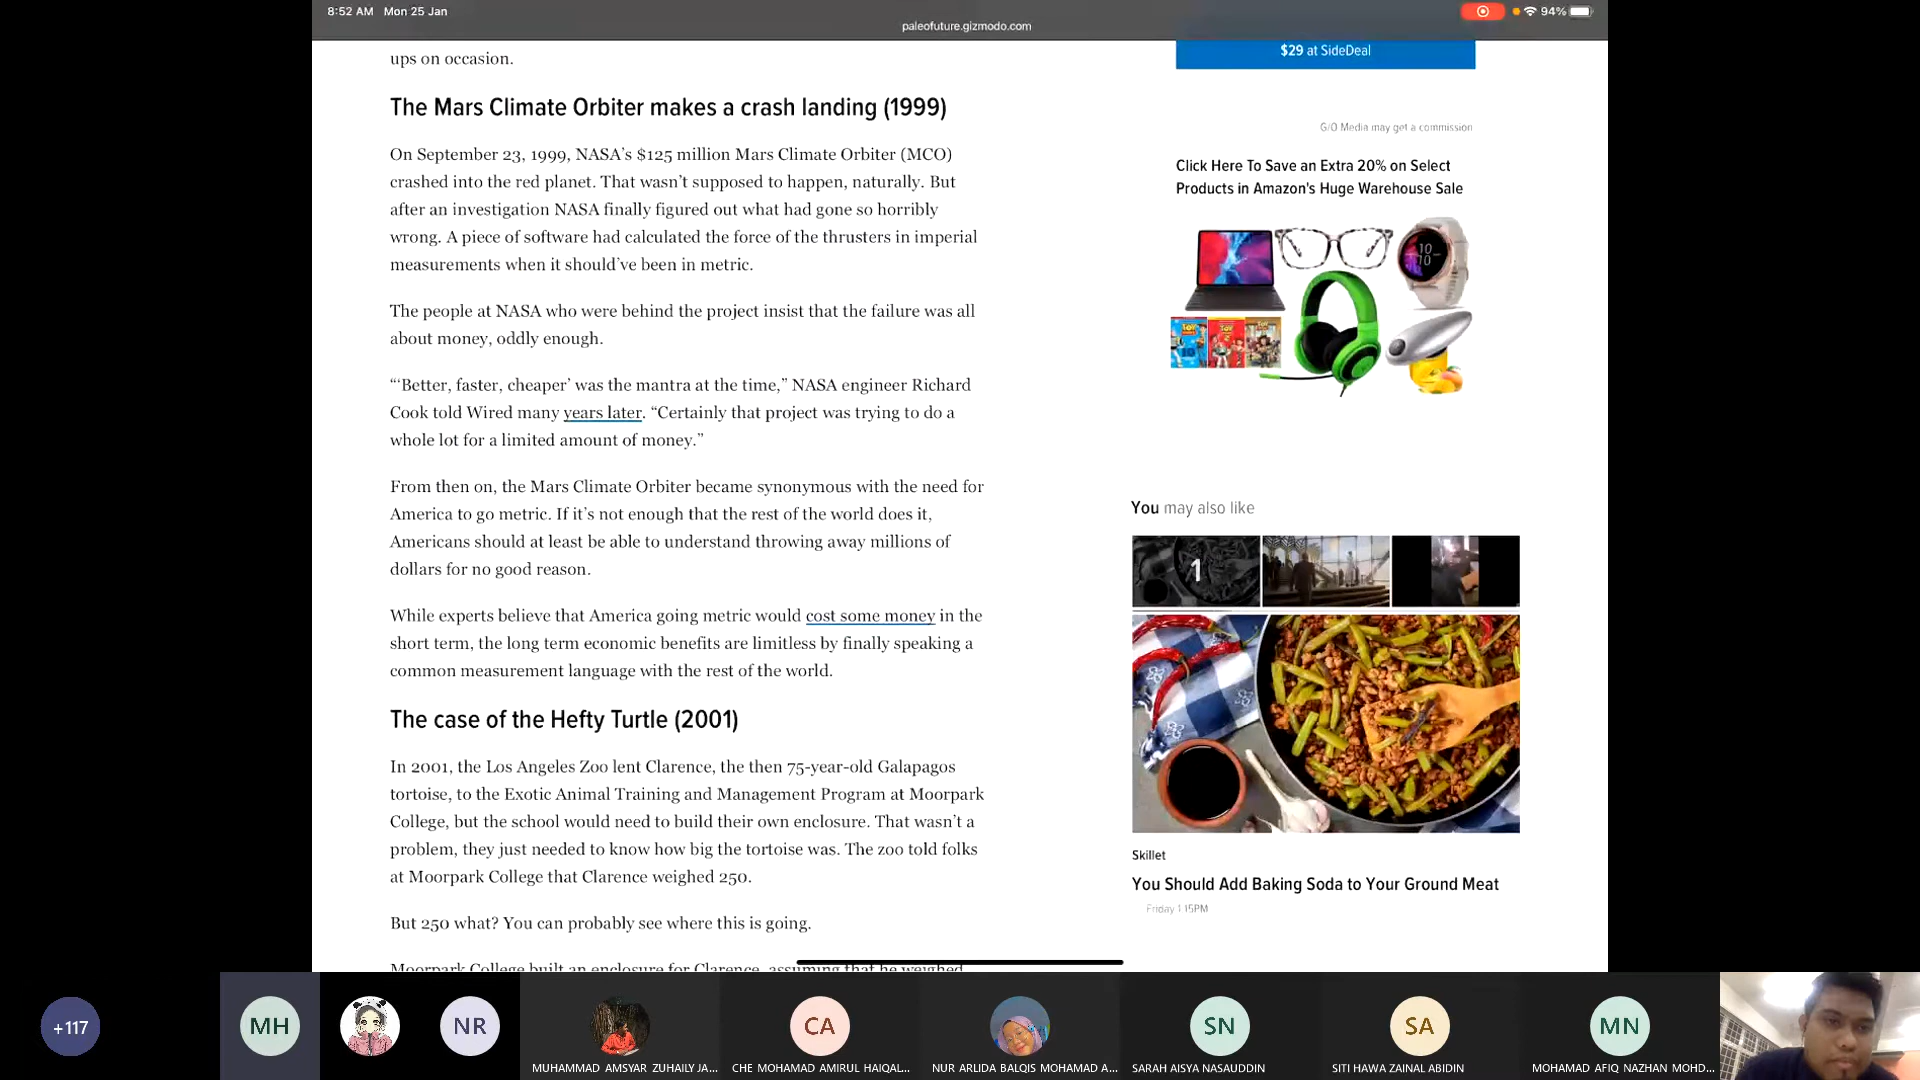 8:52 AM Mon 25 Jan
94%
paleofuture.gizmodo.com
ups on occasion.
The Mars Climate Orbiter makes a crash landing (1999)
On September 23, 1999, NASA’s $125 million Mars Climate Orbiter (MCO)
crashed into the red planet. That wasn’t supposed to happen, naturally. But
after an investigation NASA finally figured out what had gone so horribly
wrong. A piece of software had calculated the force of the thrusters in imperial
measurements when it should’ve been in metric.
The people at NASA who were behind the project insist that the failure was all
about money, oddly enough.
“‘Better, faster, cheaper’ was the mantra at the time,” NASA engineer Richard
Cook told Wired many years later. “Certainly that project was trying to do a
whole lot for a limited amount of money.”
From then on, the Mars Climate Orbiter became synonymous with the need for
America to go metric. If it’s not enough that the rest of the world does it,
Americans should at least be able to understand throwing away millions of
dollars for no good reason.
While experts believe that America going metric would cost some money in the
short term, the long term economic benefits are limitless by finally speaking a
common measurement language with the rest of the world.
The case of the Hefty Turtle (2001)
In 2001, the Los Angeles Zoo lent Clarence, the then 75-year-old Galapagos
tortoise, to the Exotic Animal Training and Management Program at Moorpark
College, but the school would need to build their own enclosure. That wasn’t a
problem, they just needed to know how big the tortoise was. The zoo told folks
at Moorpark College that Clarence weighed 250.
But 250 what? You can probably see where this is going.
Moorpark College built an enclosure for Clarence, assuming that he weighed
$29 at SideDeal
G/O Media may get a commission
Click Here To Save an Extra 20% on Select
Products in Amazon's Huge Warehouse Sale
10
10
You may also like
1
Skillet
You Should Add Baking Soda to Your Ground Meat
Friday 1:15PM
+117
MH
NR
MUHAMMAD AMSYAR ZUHAILY JA...
CA
CHE MOHAMAD AMIRUL HAIQAL...
NUR ARLIDA BALQIS MOHAMAD A...
SN
SARAH AISYA NASAUDDIN
SA
SITI HAWA ZAINAL ABIDIN
MN
MOHAMAD AFIQ NAZHAN MOHD...